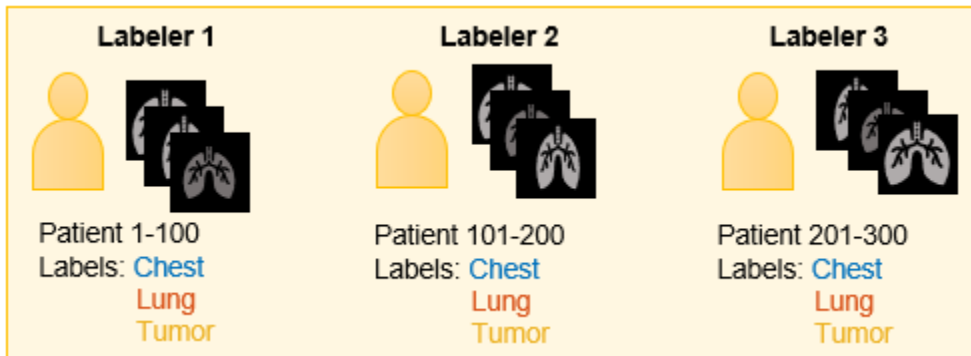 Labeler 1
Patient 1-100
Labels: Chest
Lung
Tumor
Labeler 2
Patient 101-200
Labels: Chest
Lung
Tumor
Labeler 3
Patient 201-300
Labels: Chest
Lung
Tumor